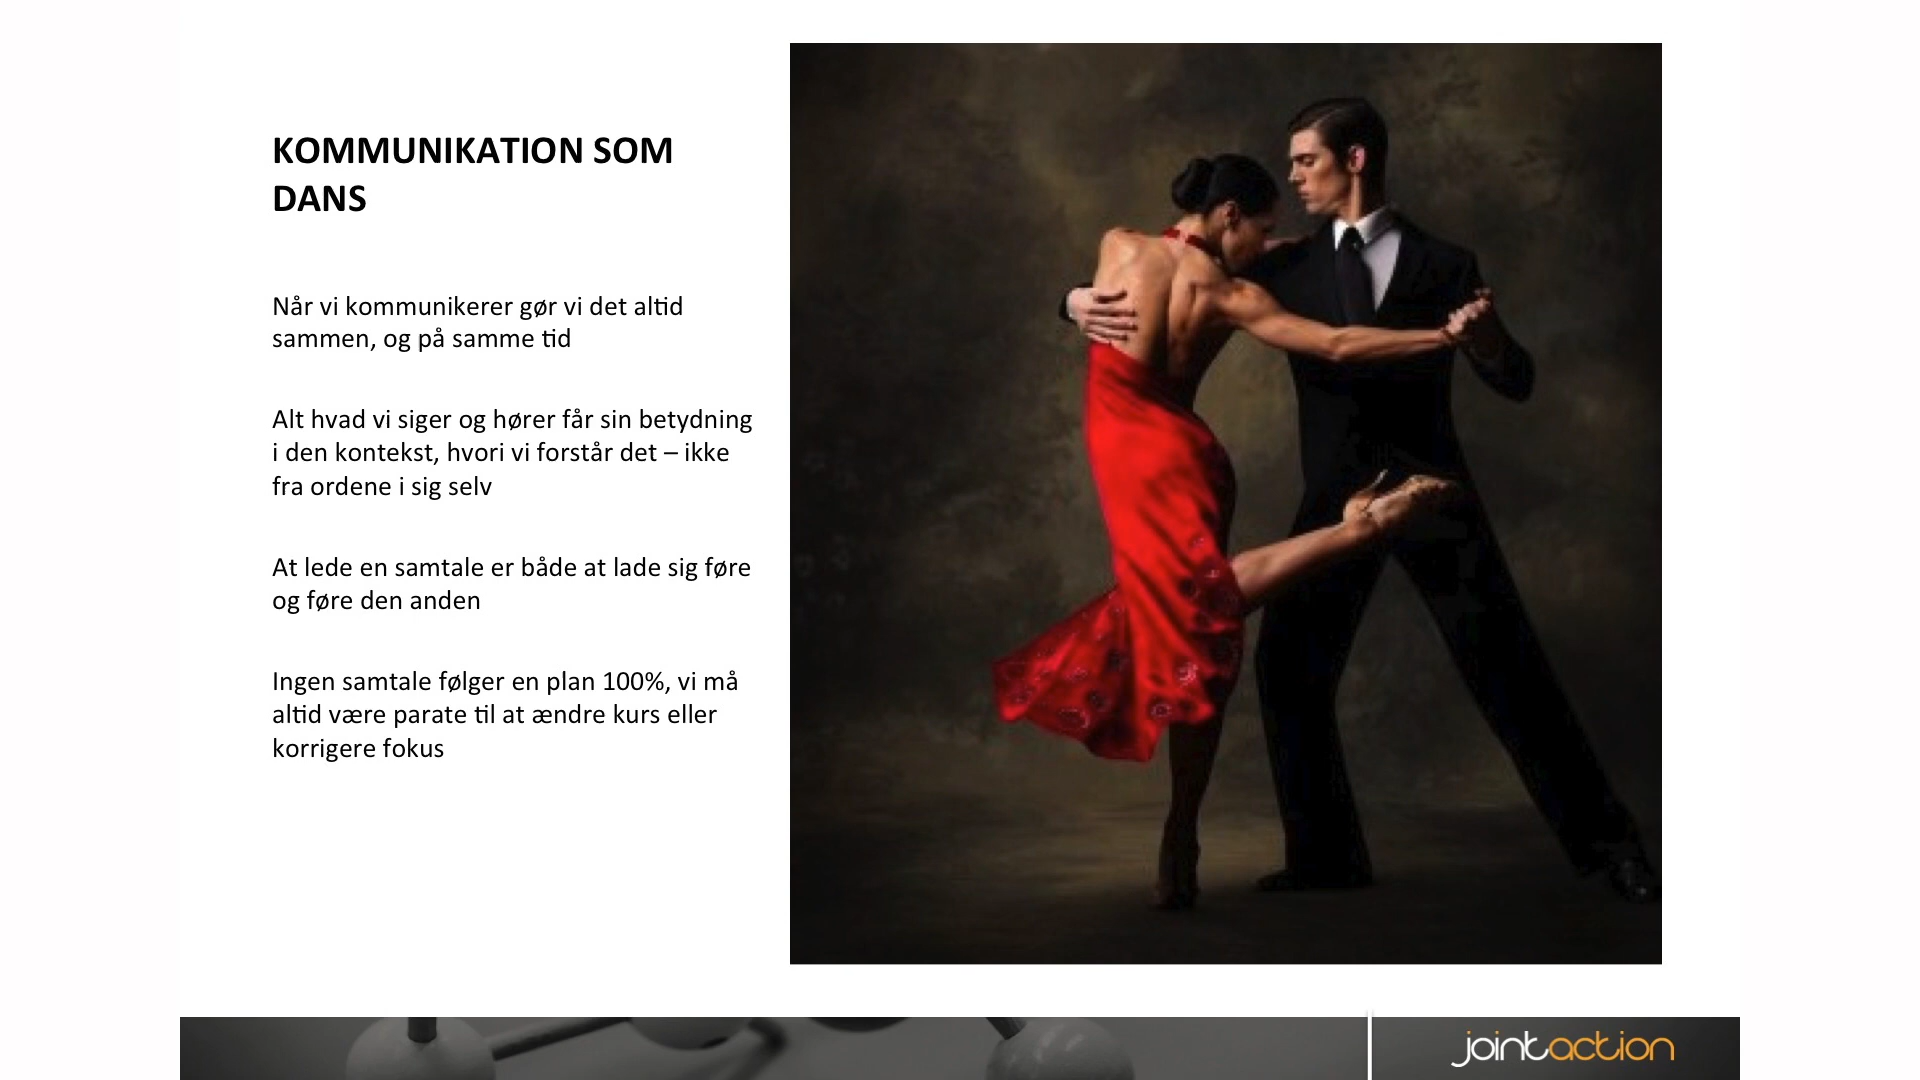 KOMMUNIKATION SOM
DANS
Når vi kommunikerer gør vi det altid
sammen, og på samme tid
Alt hvad vi siger og hører får sin betydning
i den kontekst, hvori vi forstår det – ikke
fra ordene i sig selv
At lede en samtale er både at lade sig føre
og føre den anden
Ingen samtale følger en plan 100%, vi må
altid være parate til at ændre kurs eller
korrigere fokus
jointaction